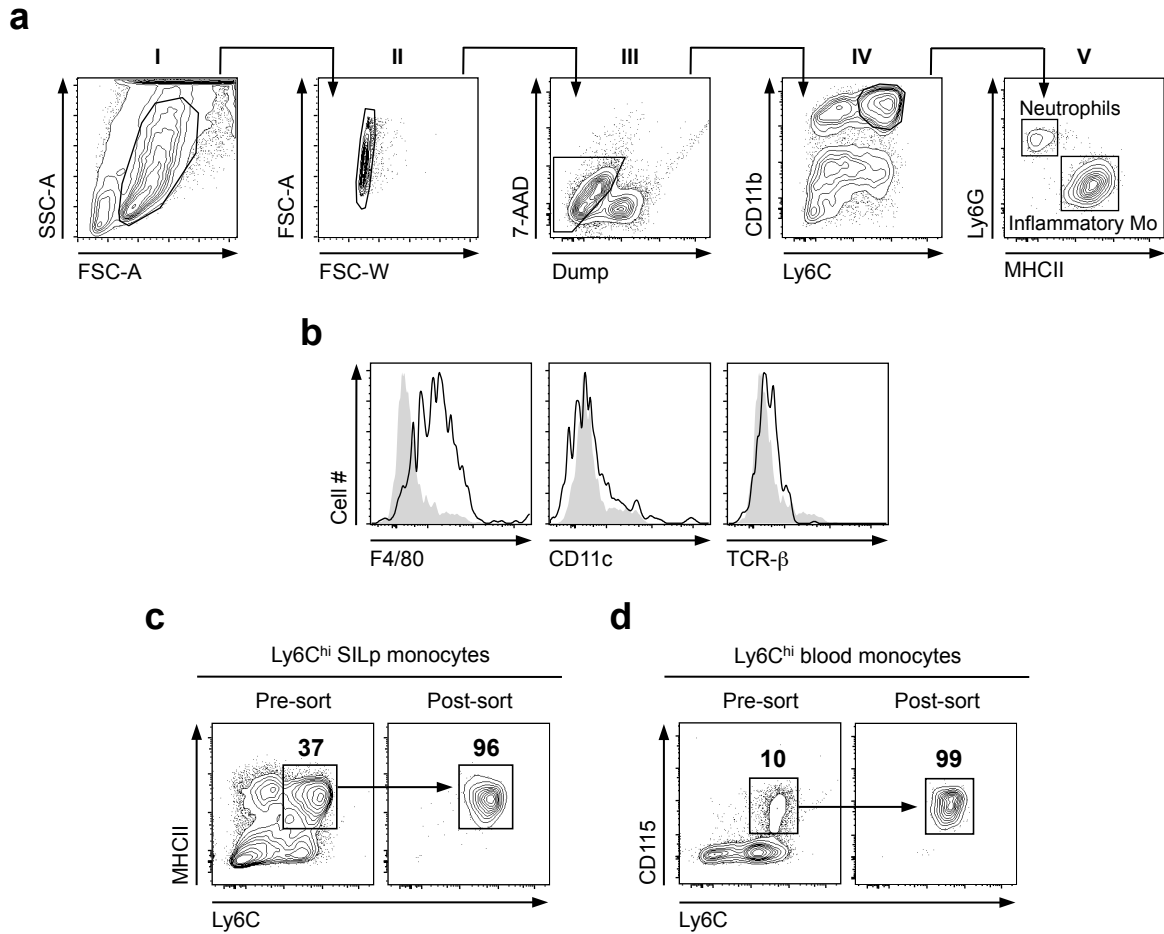 a
I II III IV V
SSC-A
FSC-A
FSC-A
FSC-W
7-AAD
Dump
CD11b
Ly6C
Ly6G
Neutrophils
Inflammatory Mo
MHCII
b
Cell #
F4/80
CD11c
TCR-β
c
Ly6Chi SILp monocytes
Pre-sort
Post-sort
37
96
MHCII
Ly6C
d
Ly6Chi blood monocytes
Pre-sort
Post-sort
10
99
CD115
Ly6C